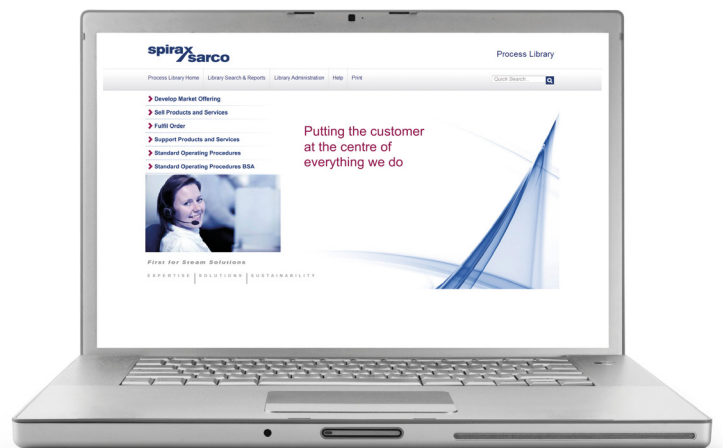 spirax
sarco
Process Library
Process Library Home Library Search & Reports Library Administration Help Print
Quick Search...
Develop Market Offering
Sell Products and Services
Fulfil Order
Support Products and Services
Standard Operating Procedures
Standard Operating Procedures BSA
Putting the customer
at the centre of
everything we do
First for Steam Solutions
EXPERTISE SOLUTIONS SUSTAINABILITY